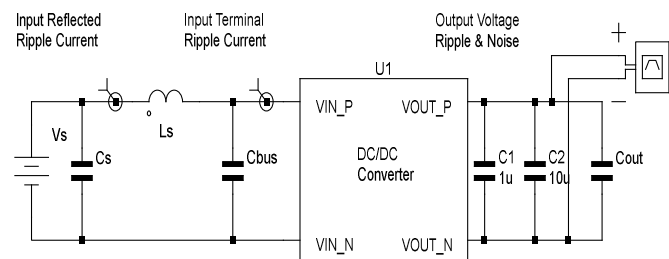 Input Reflected
Ripple Current
Input Terminal
Ripple Current
Output Voltage
Ripple & Noise
+
U1
−
VIN_P
VOUT_P
Vs
Ls
Cs
Cbus
DC/DC
Converter
C1
1u
C2
10u
Cout
VIN_N
VOUT_N